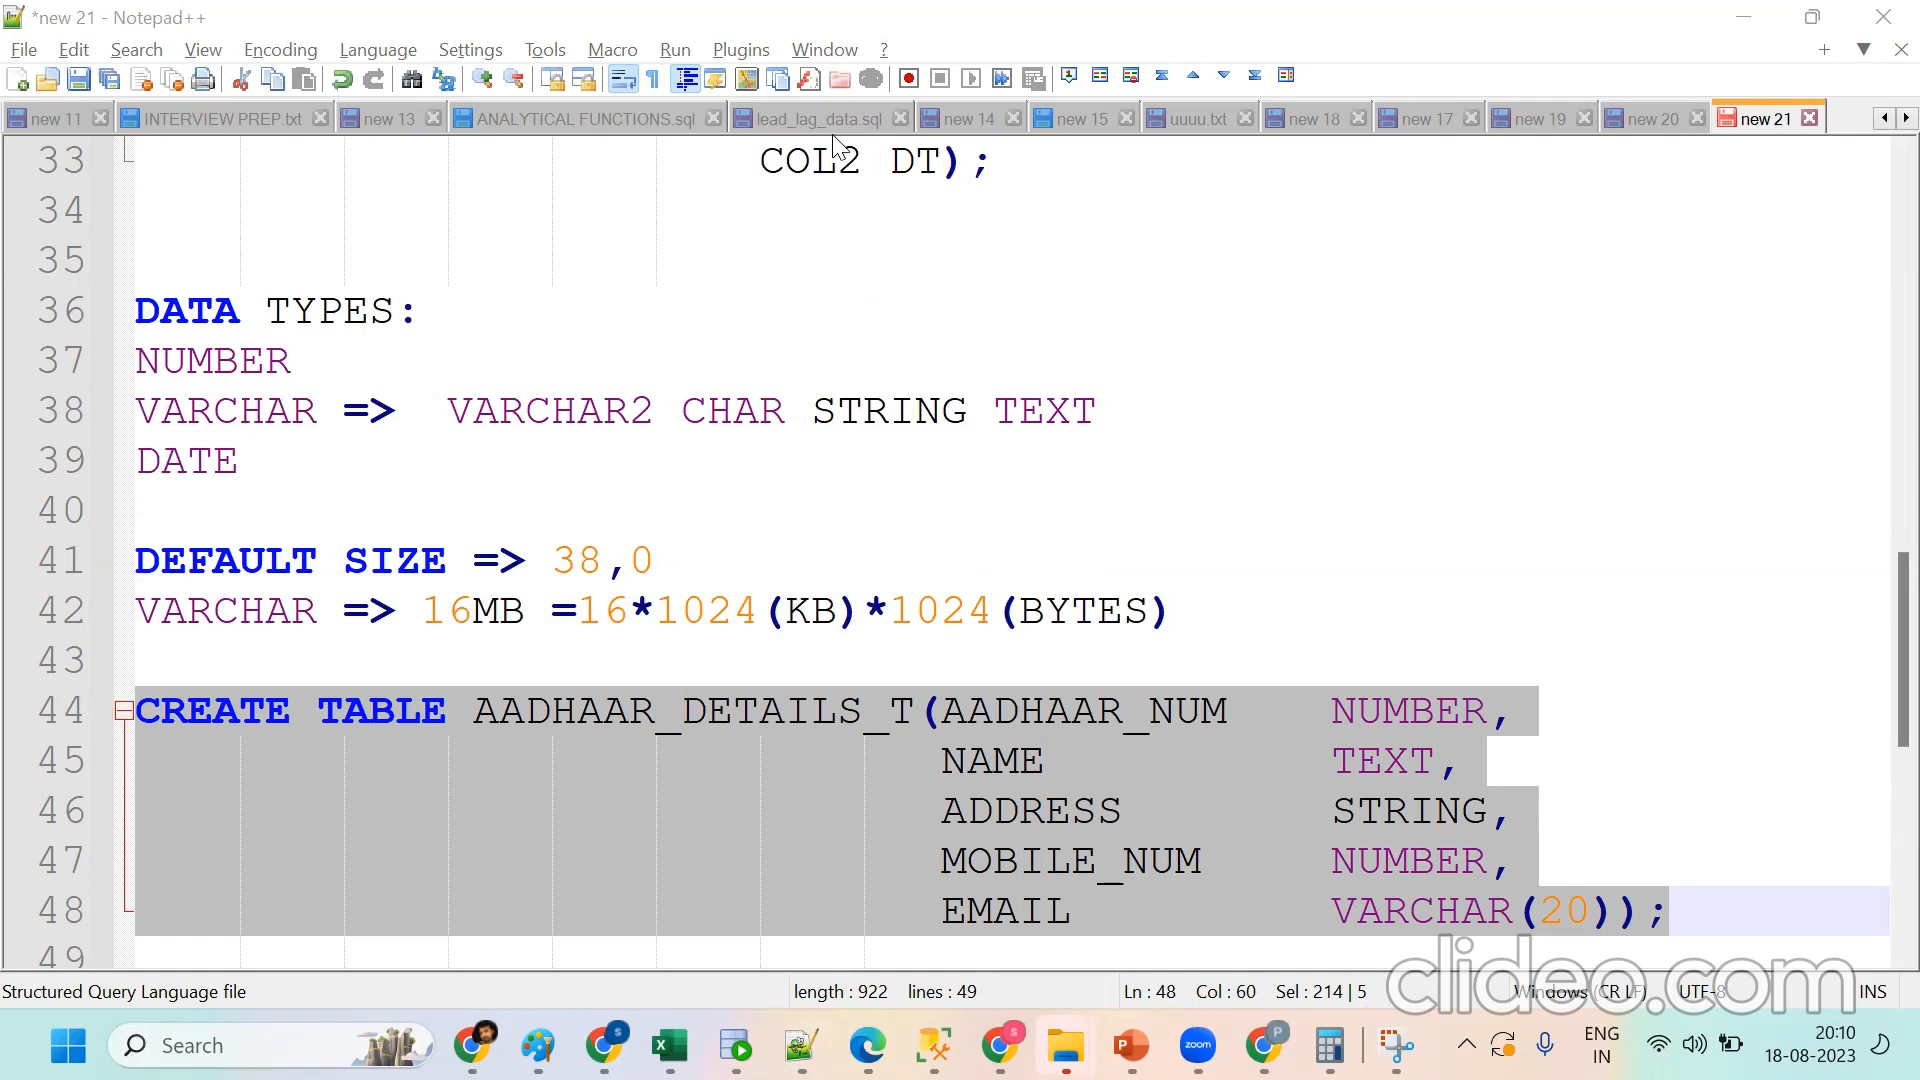 *new 21 - Notepad++
File Edit Search View Encoding Language Settings Tools Macro Run Plugins Window ?
new 11 INTERVIEW PREP.txt new 13 ANALYTICAL FUNCTIONS.sql lead_lag_data.sql new 14 new 15 uuuu.txt new 18 new 17 new 19 new 20 new 21
33 COL2 DT);
34
35
36 DATA TYPES:
37 NUMBER
38 VARCHAR => VARCHAR2 CHAR STRING TEXT
39 DATE
40
41 DEFAULT SIZE => 38,0
42 VARCHAR => 16MB =16*1024(KB)*1024(BYTES)
43
44 CREATE TABLE AADHAAR_DETAILS_T(AADHAAR_NUM NUMBER,
45 NAME TEXT,
46 ADDRESS STRING,
47 MOBILE_NUM NUMBER,
48 EMAIL VARCHAR(20));
49
clideo.com
Structured Query Language file length : 922 lines : 49 Ln : 48 Col : 60 Sel : 214 | 5 Windows (CR LF) UTF-8 INS
Search zoom ENG 20:10
IN 18-08-2023